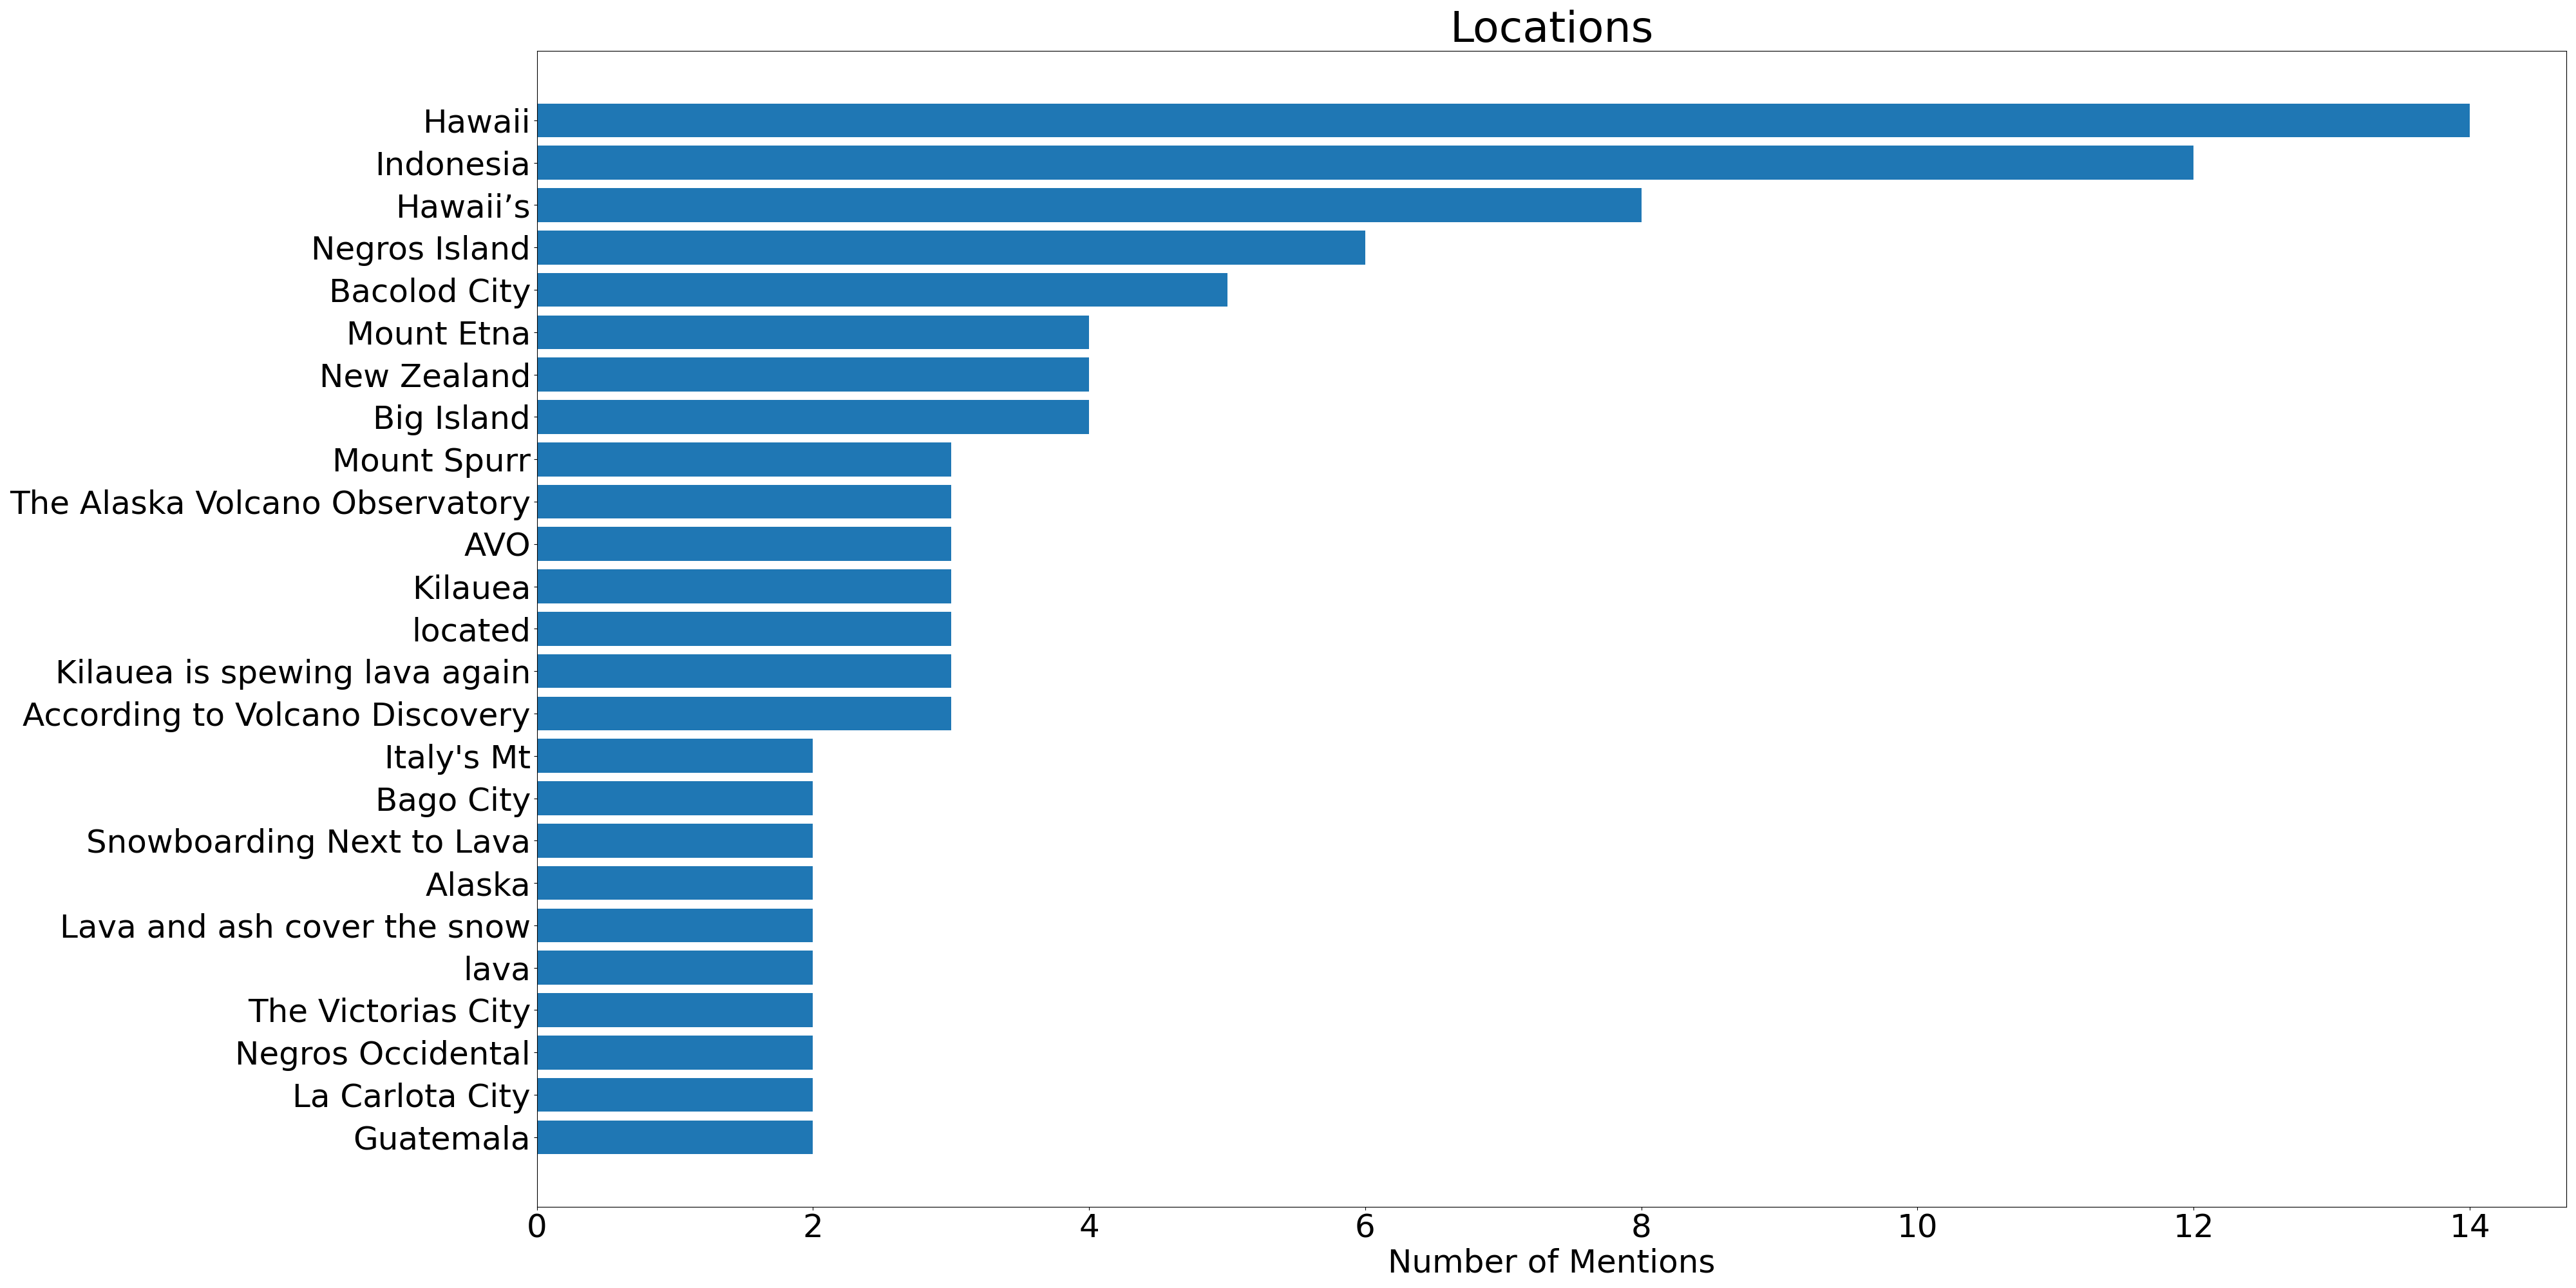 Locations
Hawaii
Indonesia
Hawaii’s
Negros Island
Bacolod City
Mount Etna
New Zealand
Big Island
Mount Spurr
The Alaska Volcano Observatory
AVO
Kilauea
located
Kilauea is spewing lava again
According to Volcano Discovery
Italy's Mt
Bago City
Snowboarding Next to Lava
Alaska
Lava and ash cover the snow
lava
The Victorias City
Negros Occidental
La Carlota City
Guatemala
0 2 4 6 8 10 12 14
Number of Mentions